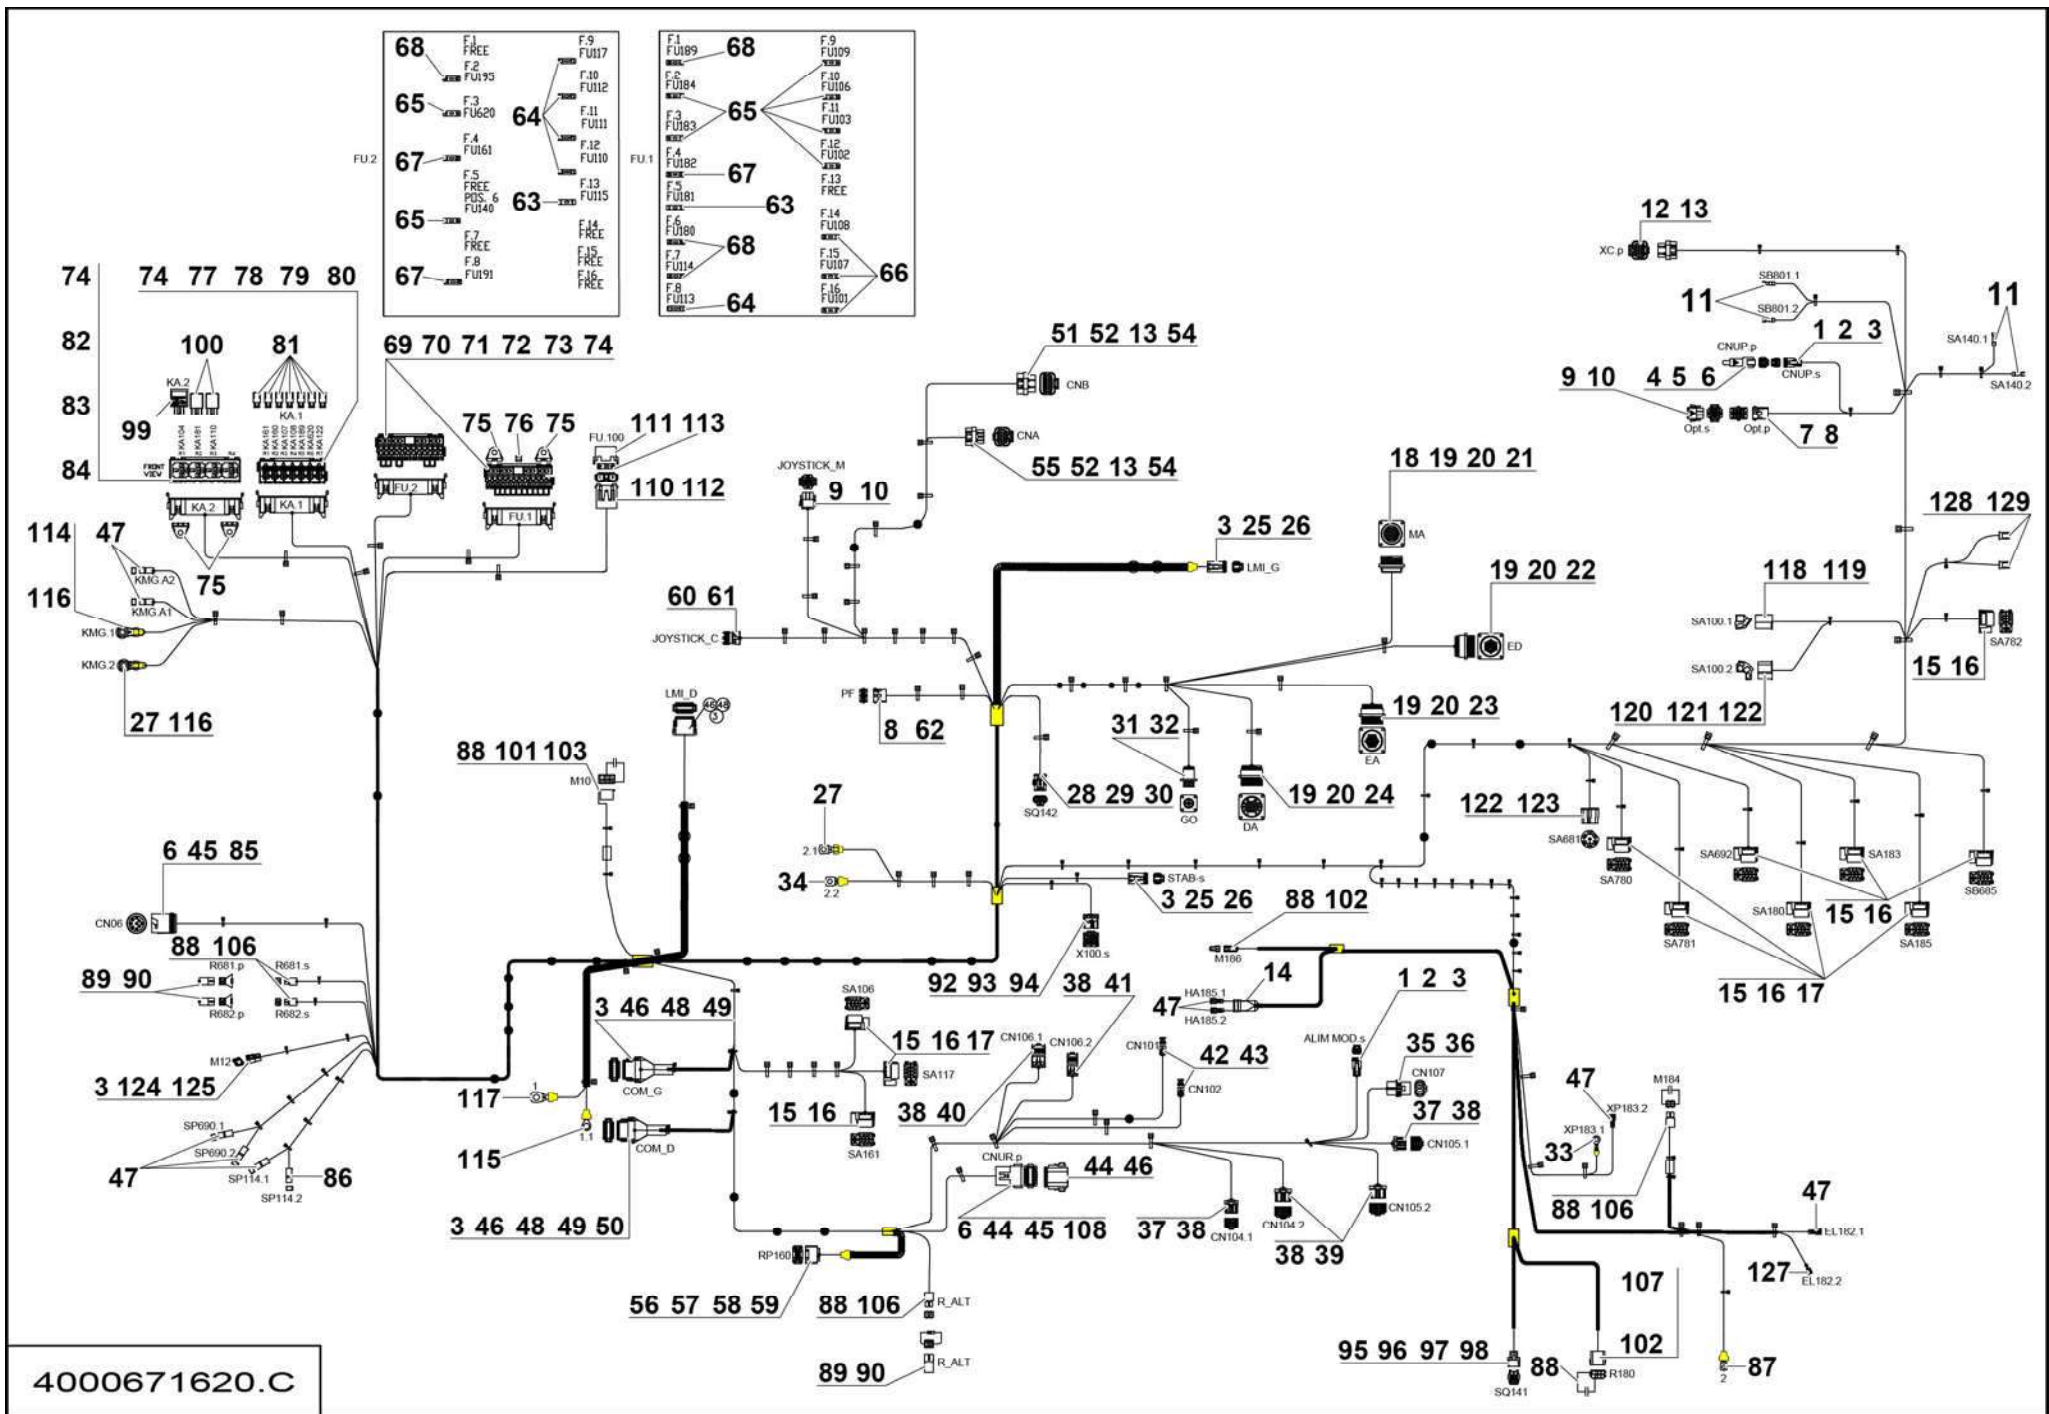 68
F.1
FREE
F.2
FU195
65
F.3
FU620
F.4
FU161
67
F.5
FREE
POS. 6
FU140
65
F.7
FREE
F.8
FU191
67
FU.2
F.9
FU117
F.10
FU112
64
F.11
FU111
F.12
FU110
F.13
FU115
63
F.14
FREE
F.15
FREE
F.16
FREE
FU.1
F.1
FU189
68
F.2
FU184
65
F.3
FU183
F.4
FU182
67
F.5
FU181
63
F.6
FU180
68
F.7
FU114
F.8
FU113
64
F.9
FU109
F.10
FU106
F.11
FU103
F.12
FU102
F.13
FREE
F.14
FU108
F.15
FU107
66
F.16
FU101
74
82
83
84
74 77 78 79 80
100
81
KA.2
99
KA104
KA181
KA110
KA.1
KA161
KA160
KA107
KA108
KA189
KA620
KA122
FRONT
VIEW
KA.2
KA.1
75
69 70 71 72 73 74
75 76 75
FU.2
FU.1
FU.100
111 113
110 112
114
47
KMG.A2
KMG.A1
116
KMG.1
KMG.2
27 116
51 52 13 54
CNB
CNA
55 52 13 54
JOYSTICK_M
9 10
60 61
JOYSTICK_C
3 25 26
LMI_G
18 19 20 21
MA
19 20 22
ED
19 20 23
EA
PF
8 62
31 32
GO
28 29 30
SQ142
19 20 24
DA
12 13
XC.p
SB801.1
11
SB801.2
CNUP.p
1 2 3
CNUP.s
9 10
4 5 6
Opt.s
Opt.p
7 8
11
SA140.1
SA140.2
128 129
118 119
SA100.1
SA100.2
SA782
15 16
120 121 122
122 123
SA681
SA780
SA692
SA183
SB685
SA781
SA180
SA185
15 16
15 16 17
LMI_D
46 48
3
88 101 103
M10
27
2.1
34
2.2
STAB-s
3 25 26
X100.s
92 93 94
6 45 85
CN06
88 106
R681.p
R681.s
89 90
R682.p
R682.s
M12
3 124 125
SP690.1
SP690.2
47
SP114.1
SP114.2
86
3 46 48 49
COM_G
117
1
115
1.1
COM_D
3 46 48 49 50
SA106
15 16 17
SA117
15 16
SA161
38 41
CN106.1
CN106.2
38 40
CN101
42 43
CN102
CNUR.p
44 46
6 44 45 108
88 102
M186
14
HA185.1
47
HA185.2
1 2 3
ALIM MOD.s
35 36
CN107
37 38
CN105.1
CN105.2
37 38
CN104.1
CN104.2
38 39
RP160
56 57 58 59
88 106
R_ALT
R_ALT
89 90
47
XP183.2
XP183.1
33
M184
88 106
47
EL182.1
127
EL182.2
107
102
95 96 97 98
SQ141
88
R180
87
2
4000671620.C